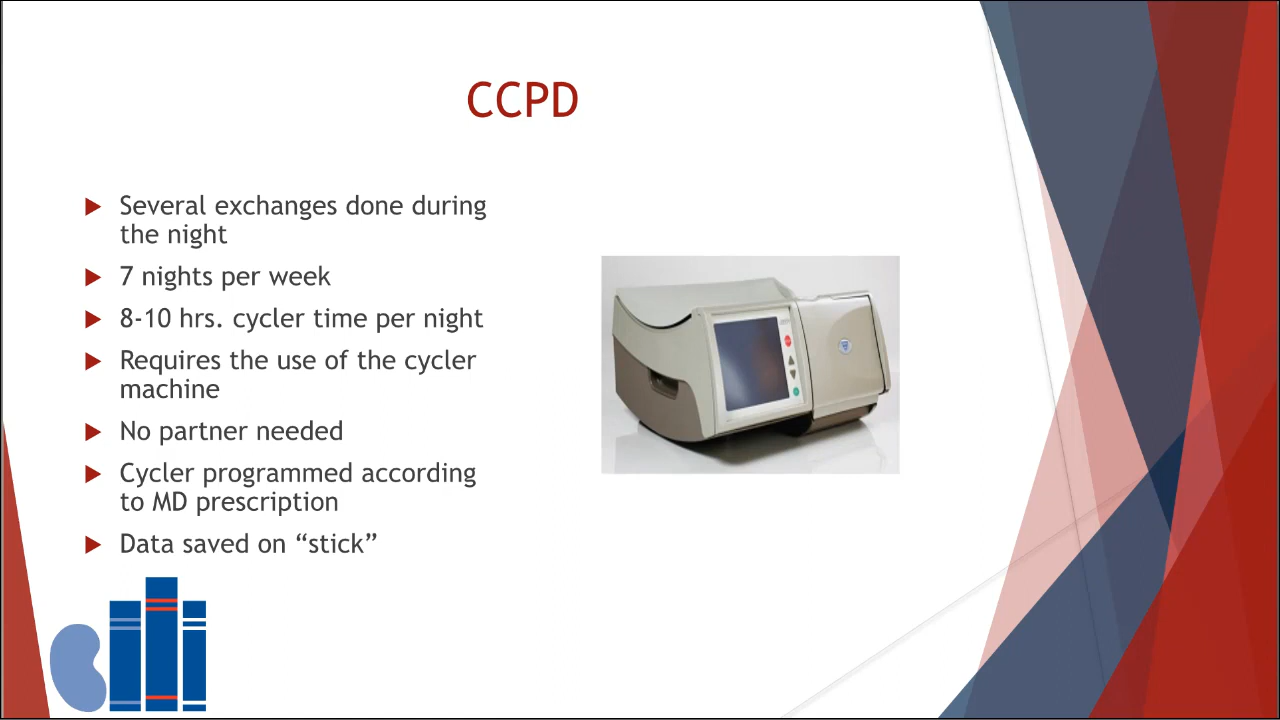 CCPD
Several exchanges done during
the night
7 nights per week
8-10 hrs. cycler time per night
Requires the use of the cycler
machine
No partner needed
Cycler programmed according
to MD prescription
Data saved on “stick”